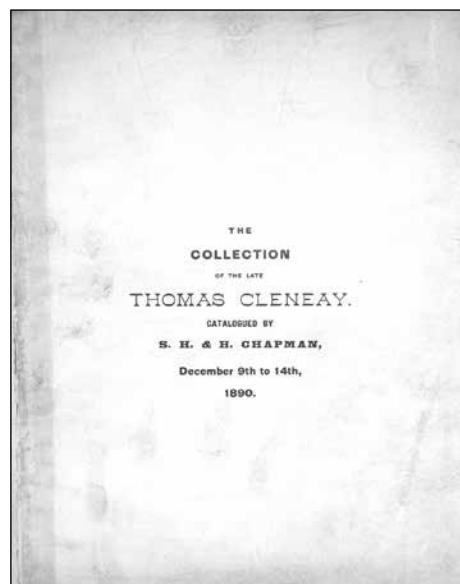 THE
COLLECTION
OF THE LATE
THOMAS CLENEAY.
CATALOGUED BY
S. H. & H. CHAPMAN,
December 9th to 14th,
1890.